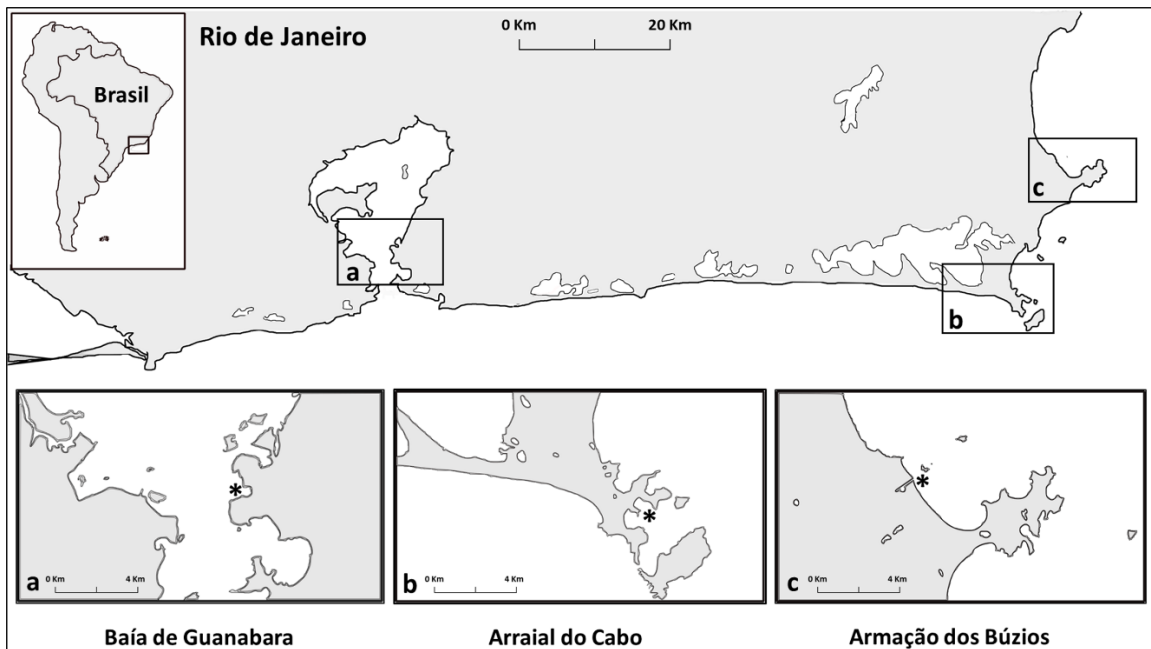 Rio de Janeiro
0 Km 20 Km
Brasil
c
a
b
*
*
*
0 Km 4 Km
a
0 Km 4 Km
b
0 Km 4 Km
c
Baía de Guanabara
Arraial do Cabo
Armação dos Búzios